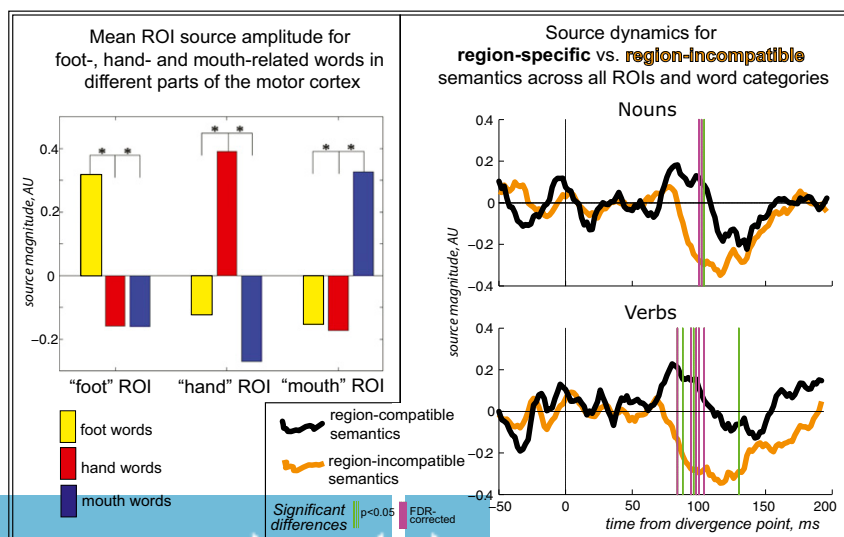 Mean ROI source amplitude for
foot-, hand- and mouth-related words in
different parts of the motor cortex
* *
* *
* *
0.4
0.2
0
-0.2
source magnitude, AU
“foot” ROI
“hand” ROI
“mouth” ROI
foot words
hand words
mouth words
region-compatible
semantics
region-incompatible
semantics
Significant
differences
p<0.05
FDR-
corrected
Source dynamics for
region-specific vs. region-incompatible
semantics across all ROIs and word categories
Nouns
0.4
0.2
0
-0.2
-0.4
source magnitude, AU
Verbs
0.4
0.2
0
-0.2
-0.4
-50
0
50
100
150
200
time from divergence point, ms